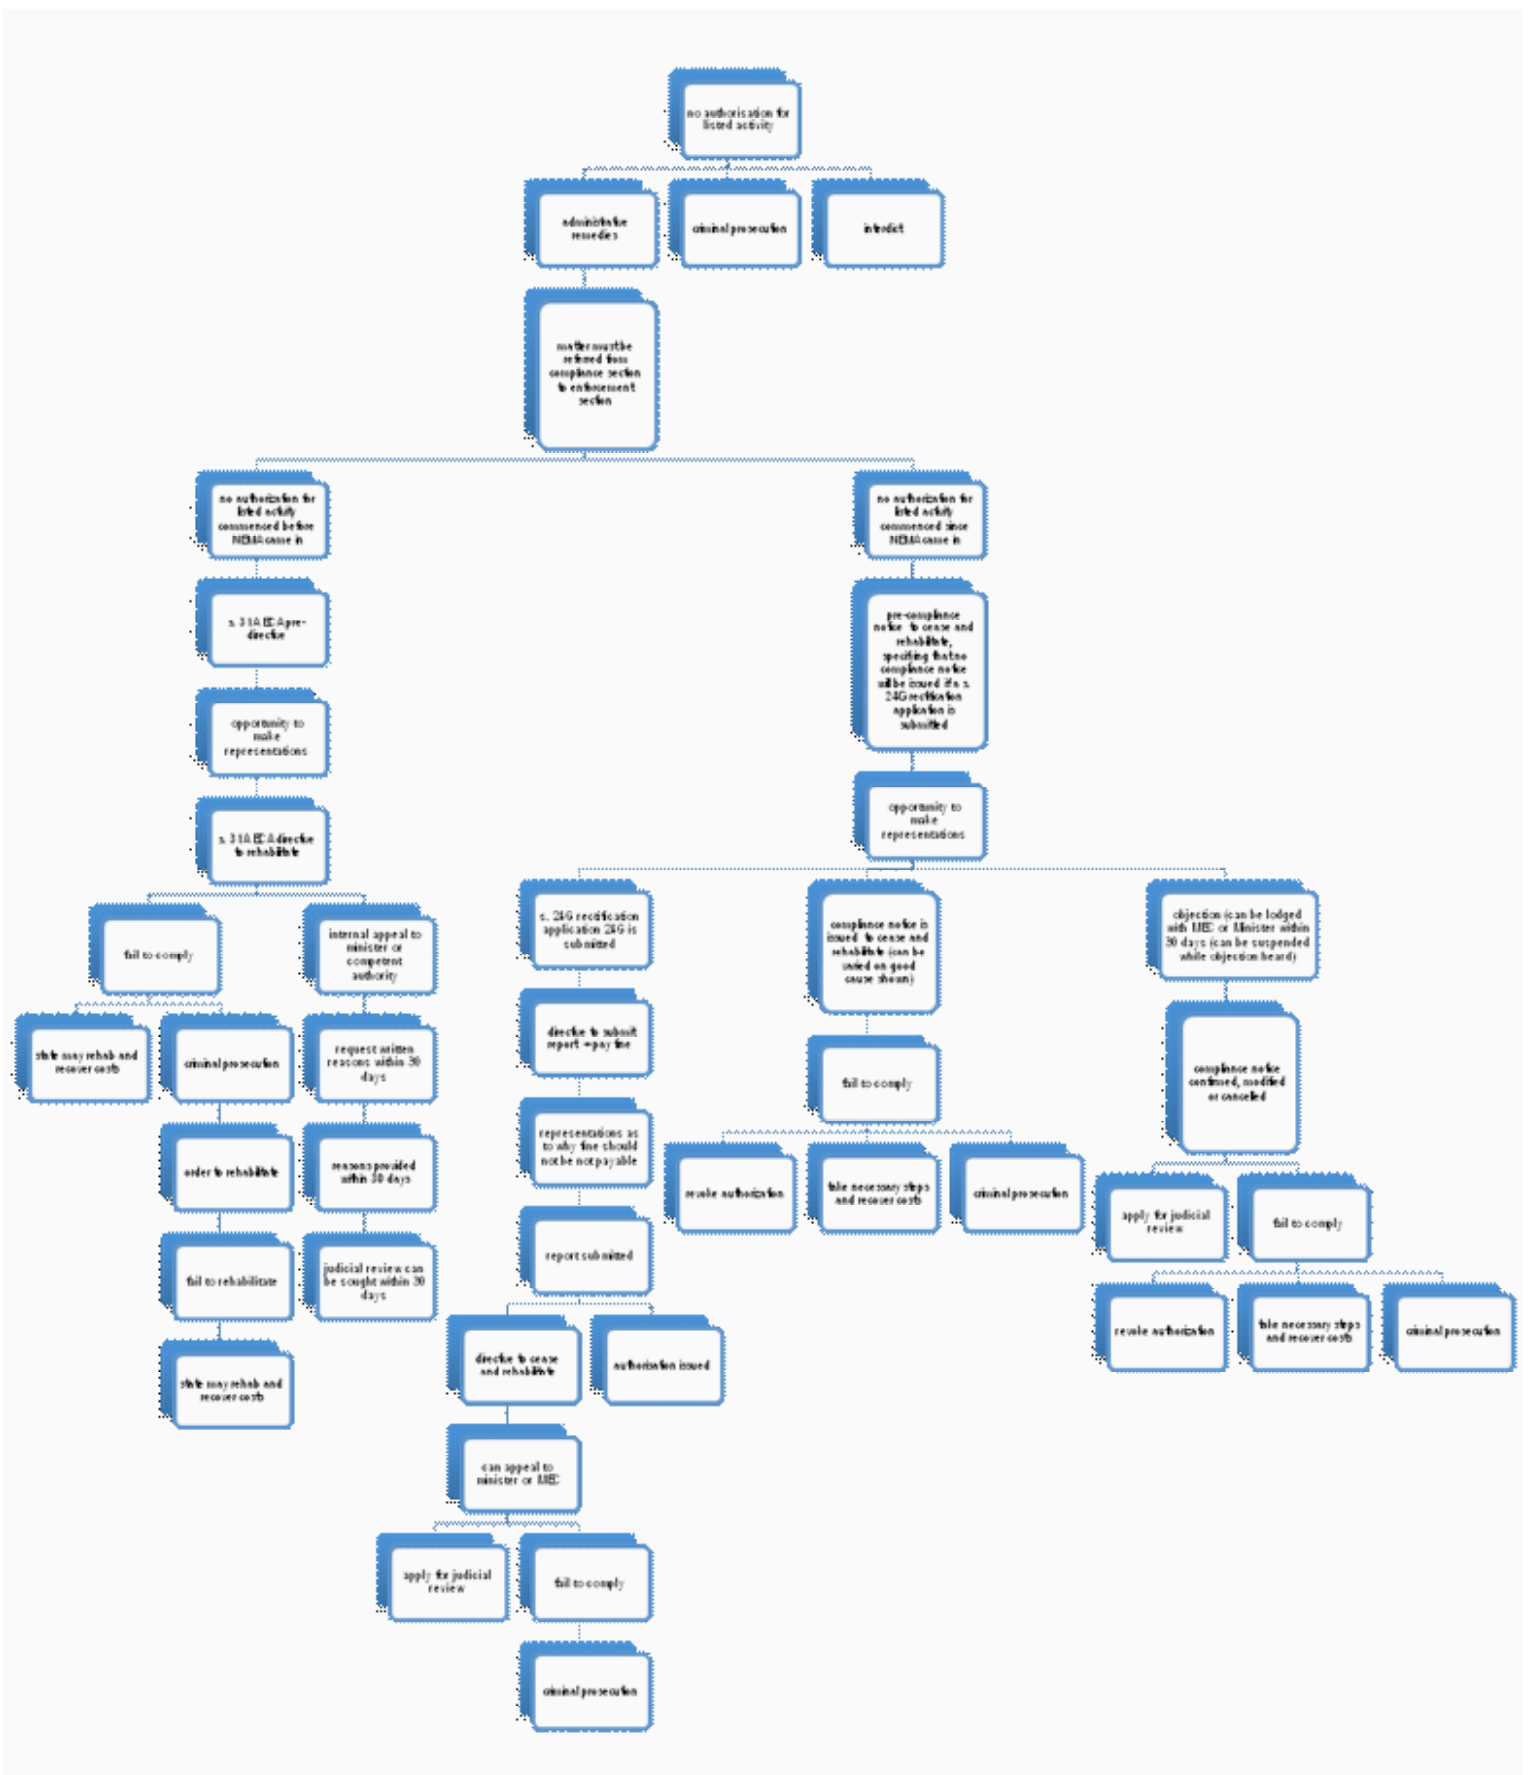 no authorisation for
listed activity
administrative
remedies
criminal prosecution
interdict
matter must be
referred from
compliance section
to enforcement
section
no authorization for
listed activity
commenced before
NEMA came in
no authorization for
listed activity
commenced since
NEMA came in
s. 31A ECA pre-
directive
opportunity to
make
representations
s. 31A ECA directive
to rehabilitate
pre-compliance
notice to cease and
rehabilitate,
specifying that no
compliance notice
will be issued if a s.
24G rectification
application is
submitted
opportunity to
make
representations
fail to comply
internal appeal to
minister or
competent
authority
state may rehab and
recover costs
criminal prosecution
request written
reasons within 30
days
order to rehabilitate
reasons provided
within 30 days
fail to rehabilitate
judicial review can
be sought within 30
days
state may rehab and
recover costs
s. 24G rectification
application 24G is
submitted
directive to submit
report + pay fine
representations as
to why fine should
not be not payable
report submitted
directive to cease
and rehabilitate
authorisation issued
can appeal to
minister or MEC
apply for judicial
review
fail to comply
criminal prosecution
compliance notice is
issued to cease and
rehabilitate (can be
varied on good
cause shown)
fail to comply
revoke authorization
take necessary steps
and recover costs
criminal prosecution
objection (can be lodged
with MEC or Minister within
30 days (can be suspended
while objection heard)
compliance notice
confirmed, modified
or cancelled
apply for judicial
review
fail to comply
revoke authorization
take necessary steps
and recover costs
criminal prosecution